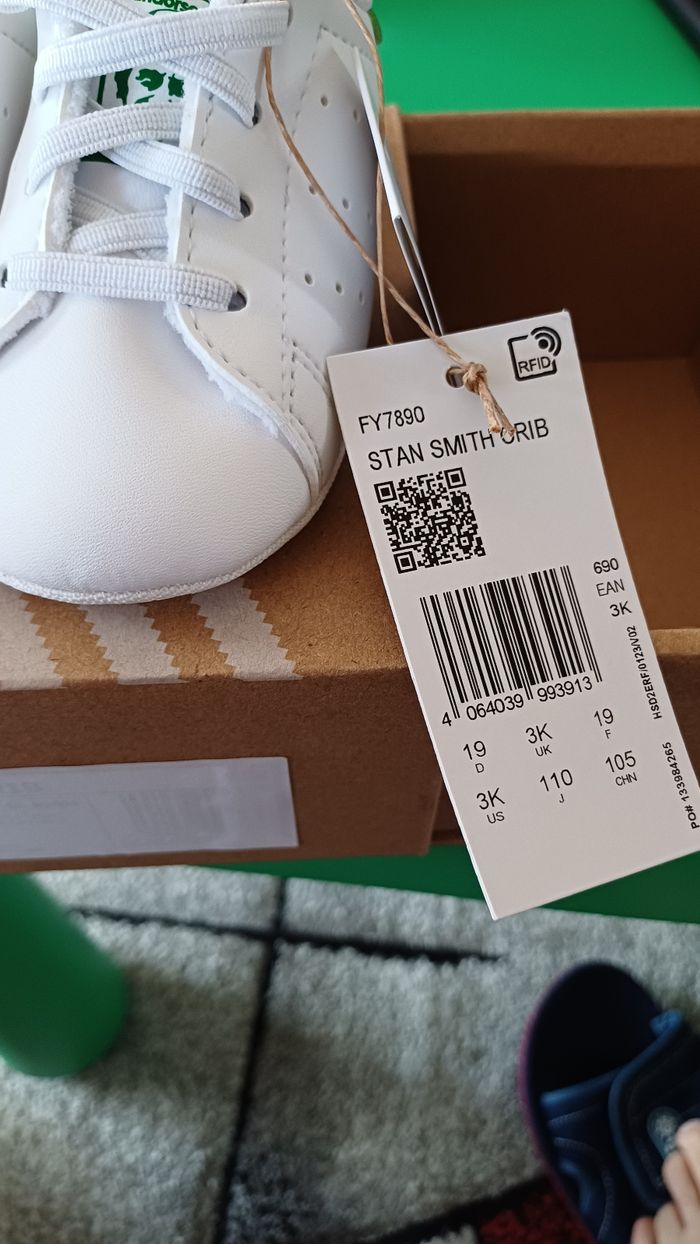 RFID
FY7890
STAN SMITH CRIB
690
EAN
3K
4 064039 993913
19 3K 19
D UK F
3K 110 105
US J CHN
HSD2ERF/0123/V02
PO# 133984265